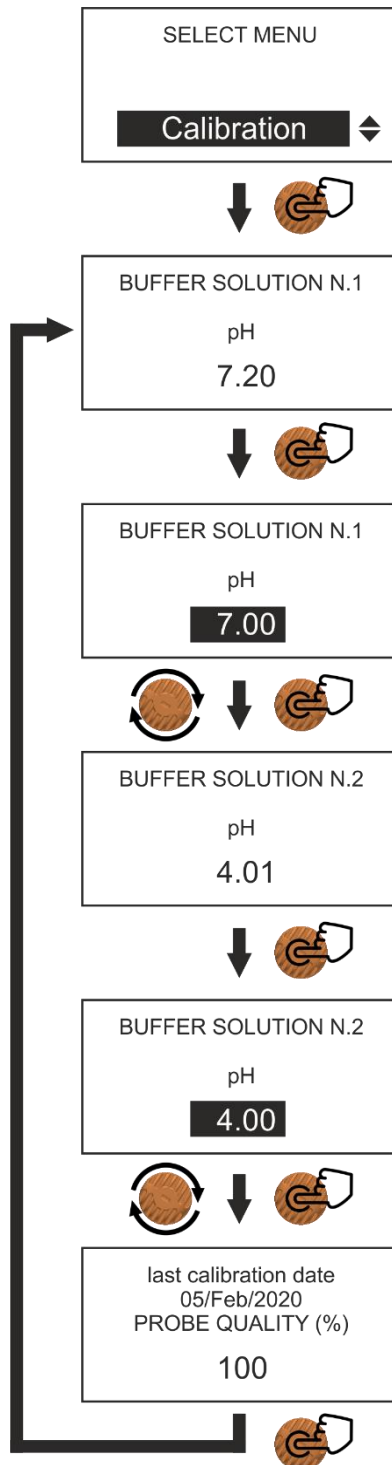 SELECT MENU
Calibration
BUFFER SOLUTION N.1
pH
7.20
BUFFER SOLUTION N.1
pH
7.00
BUFFER SOLUTION N.2
pH
4.01
BUFFER SOLUTION N.2
pH
4.00
last calibration date
05/Feb/2020
PROBE QUALITY (%)
100